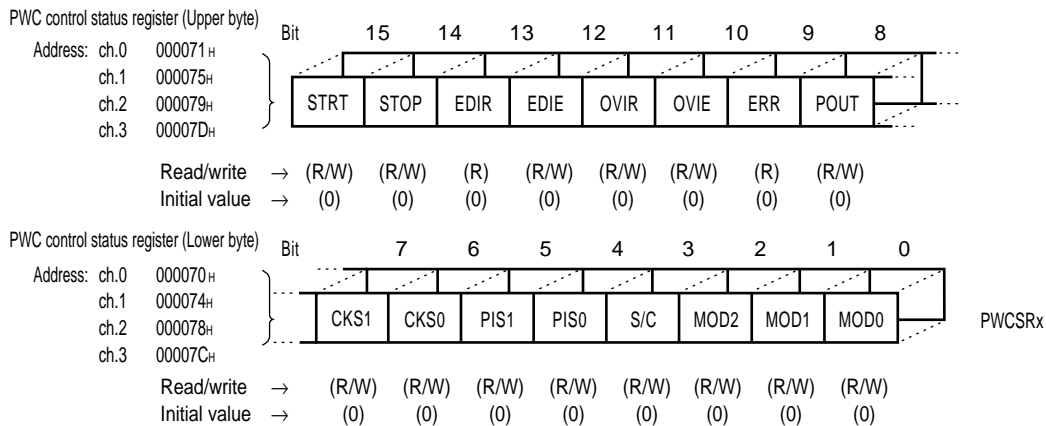 PWC control status register (Upper byte)
Bit 15 14 13 12 11 10 9 8
Address: ch.0 000071H
ch.1 000075H
ch.2 000079H
ch.3 00007DH
STRT STOP EDIR EDIE OVIR OVIE ERR POUT
Read/write → (R/W) (R/W) (R) (R/W) (R/W) (R/W) (R) (R/W)
Initial value → (0) (0) (0) (0) (0) (0) (0) (0)
PWC control status register (Lower byte)
Bit 7 6 5 4 3 2 1 0
Address: ch.0 000070H
ch.1 000074H
ch.2 000078H
ch.3 00007CH
CKS1 CKS0 PIS1 PIS0 S/C MOD2 MOD1 MOD0
PWCSRx
Read/write → (R/W) (R/W) (R/W) (R/W) (R/W) (R/W) (R/W) (R/W)
Initial value → (0) (0) (0) (0) (0) (0) (0) (0)